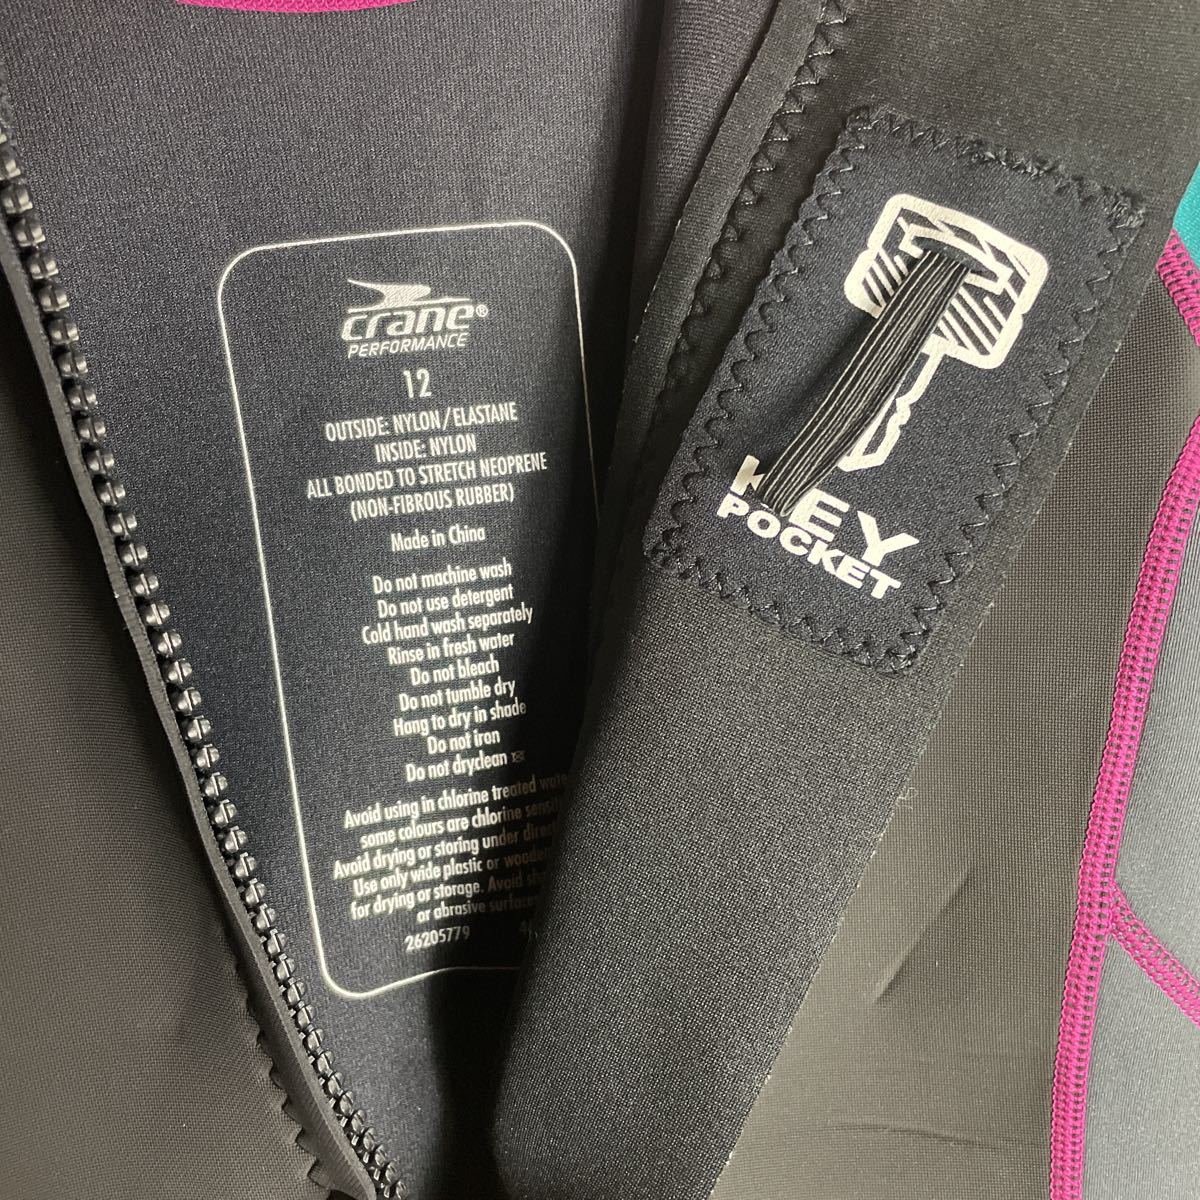 crane®
PERFORMANCE
12
OUTSIDE: NYLON/ELASTANE
INSIDE: NYLON
ALL BONDED TO STRETCH NEOPRENE
(NON-FIBROUS RUBBER)
Made in China
Do not machine wash
Do not use detergent
Cold hand wash separately
Rinse in fresh water
Do not bleach
Do not tumble dry
Hang to dry in shade
Do not iron
Do not dryclean
Avoid using in chlorine treated
some colours are chlorine
Avoid drying or storing under
Use only wide plastic or
for drying or storage. Avoid
or abrasive
26205779
KEY
POCKET